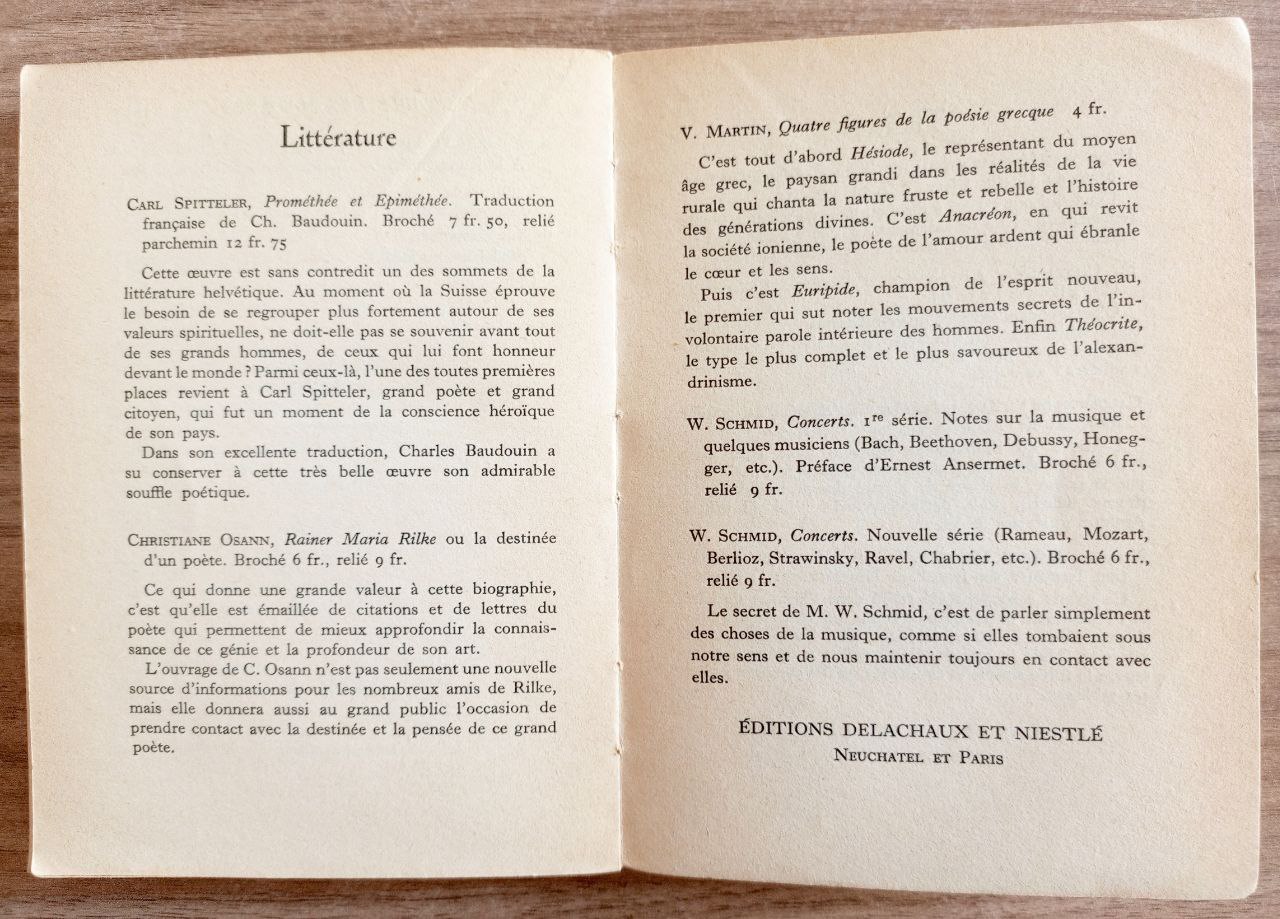 Littérature
Carl Spitteler, Prométhée et Epiméthée. Traduction
française de Ch. Baudouin. Broché 7 fr. 50, relié
parchemin 12 fr. 75
Cette œuvre est sans contredit un des sommets de la
littérature helvétique. Au moment où la Suisse éprouve
le besoin de se regrouper plus fortement autour de ses
valeurs spirituelles, ne doit-elle pas se souvenir avant tout
de ses grands hommes, de ceux qui lui font honneur
devant le monde ? Parmi ceux-là, l'une des toutes premières
places revient à Carl Spitteler, grand poète et grand
citoyen, qui fut un moment de la conscience héroïque
de son pays.
Dans son excellente traduction, Charles Baudouin a
su conserver à cette très belle œuvre son admirable
souffle poétique.
Christiane Osann, Rainer Maria Rilke ou la destinée
d'un poète. Broché 6 fr., relié 9 fr.
Ce qui donne une grande valeur à cette biographie,
c'est qu'elle est émaillée de citations et de lettres du
poète qui permettent de mieux approfondir la connais-
sance de ce génie et la profondeur de son art.
L'ouvrage de C. Osann n'est pas seulement une nouvelle
source d'informations pour les nombreux amis de Rilke,
mais elle donnera aussi au grand public l'occasion de
prendre contact avec la destinée et la pensée de ce grand
poète.
V. Martin, Quatre figures de la poésie grecque 4 fr.
C'est tout d'abord Hésiode, le représentant du moyen
âge grec, le paysan grandi dans les réalités de la vie
rurale qui chanta la nature fruste et rebelle et l'histoire
des générations divines. C'est Anacréon, en qui revit
la société ionienne, le poète de l'amour ardent qui ébranle
le cœur et les sens.
Puis c'est Euripide, champion de l'esprit nouveau,
le premier qui sut noter les mouvements secrets de l'in-
volontaire parole intérieure des hommes. Enfin Théocrite,
le type le plus complet et le plus savoureux de l'alexan-
drinisme.
W. Schmid, Concerts. 1re série. Notes sur la musique et
quelques musiciens (Bach, Beethoven, Debussy, Honeg-
ger, etc.). Préface d'Ernest Ansermet. Broché 6 fr.,
relié 9 fr.
W. Schmid, Concerts. Nouvelle série (Rameau, Mozart,
Berlioz, Strawinsky, Ravel, Chabrier, etc.). Broché 6 fr.,
relié 9 fr.
Le secret de M. W. Schmid, c'est de parler simplement
des choses de la musique, comme si elles tombaient sous
notre sens et de nous maintenir toujours en contact avec
elles.
ÉDITIONS DELACHAUX ET NIESTLÉ
Neuchatel et Paris